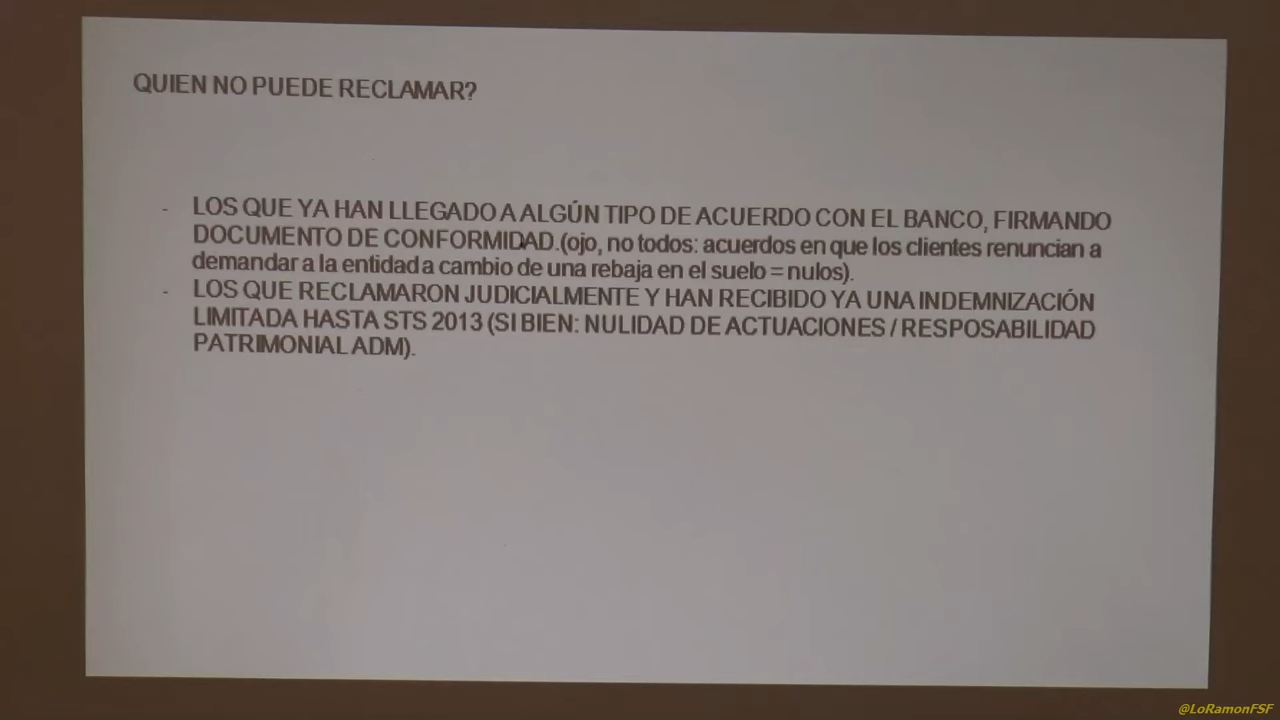 QUIEN NO PUEDE RECLAMAR?
- LOS QUE YA HAN LLEGADO A ALGÚN TIPO DE ACUERDO CON EL BANCO, FIRMANDO
DOCUMENTO DE CONFORMIDAD.(ojo, no todos: acuerdos en que los clientes renuncian a
demandar a la entidad a cambio de una rebaja en el suelo = nulos).
- LOS QUE RECLAMARON JUDICIALMENTE Y HAN RECIBIDO YA UNA INDEMNIZACIÓN
LIMITADA HASTA STS 2013 (SI BIEN: NULIDAD DE ACTUACIONES / RESPOSABILIDAD
PATRIMONIAL ADM).
@LoRamonFSF